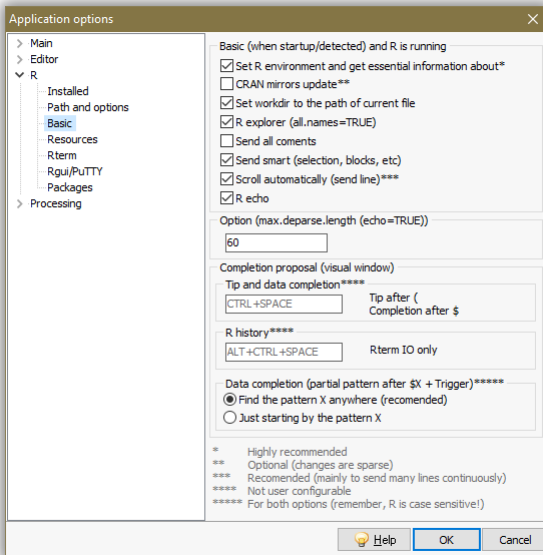 Application options
Main
Editor
R
Installed
Path and options
Basic
Resources
Rterm
Rgui/PuTTY
Packages
Processing
Basic (when startup/detected) and R is running
Set R environment and get essential information about*
CRAN mirrors update**
Set workdir to the path of current file
R explorer (all.names=TRUE)
Send all coments
Send smart (selection, blocks, etc)
Scroll automatically (send line)***
R echo
Option (max.deparse.length (echo=TRUE))
60
Completion proposal (visual window)
Tip and data completion****
CTRL+SPACE
Tip after (
Completion after $
R history****
ALT+CTRL+SPACE
Rterm IO only
Data completion (partial pattern after $X + Trigger)*****
Find the pattern X anywhere (recomended)
Just starting by the pattern X
* Highly recommended
** Optional (changes are sparse)
*** Recomended (mainly to send many lines continuously)
**** Not user configurable
***** For both options (remember, R is case sensitive!)
Help OK Cancel